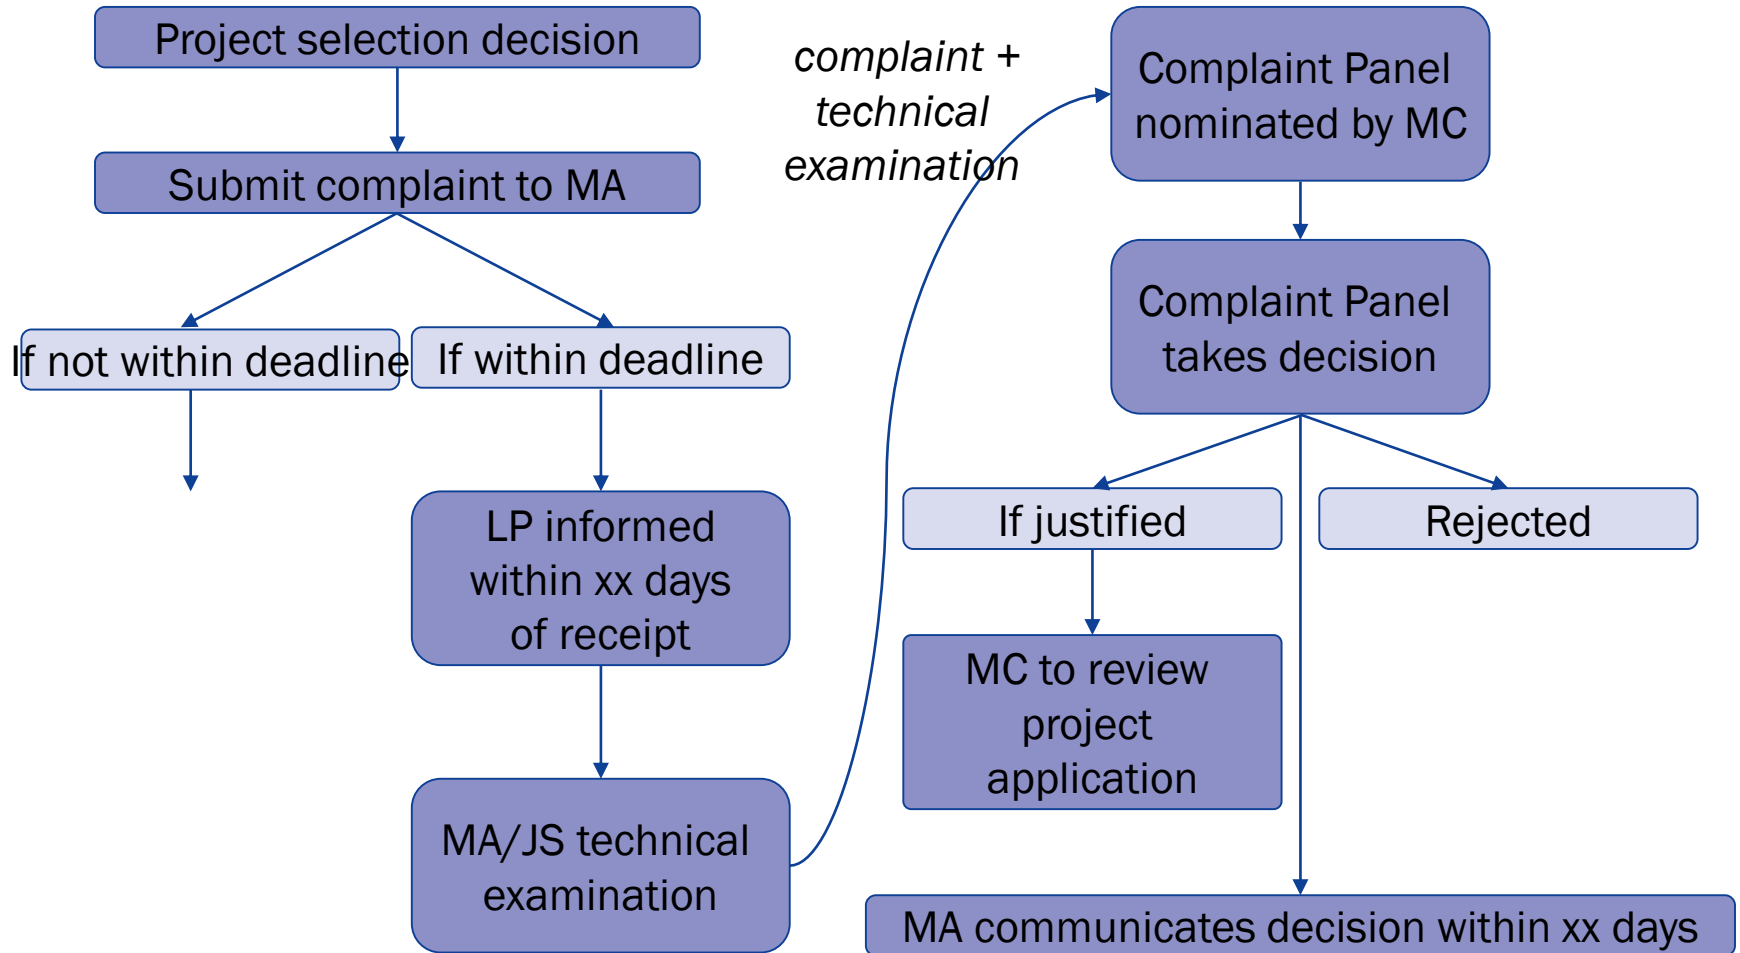 Project selection decision
Submit complaint to MA
If not within deadline
If within deadline
LP informed
within xx days
of receipt
MA/JS technical
examination
complaint +
technical
examination
Complaint Panel
nominated by MC
Complaint Panel
takes decision
If justified
Rejected
MC to review
project
application
MA communicates decision within xx days